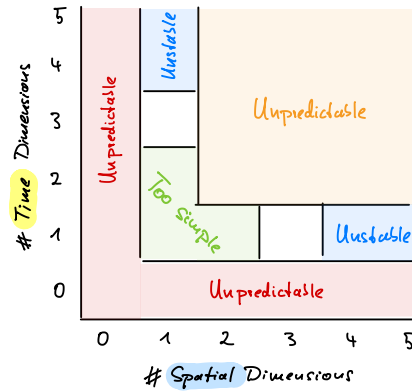 5
4
3
2
1
0
# Time Dimensions
Unpredictable
Unstable
Unpredictable
Too simple
Unstable
Unpredictable
0 1 2 3 4 5
# Spatial Dimensions